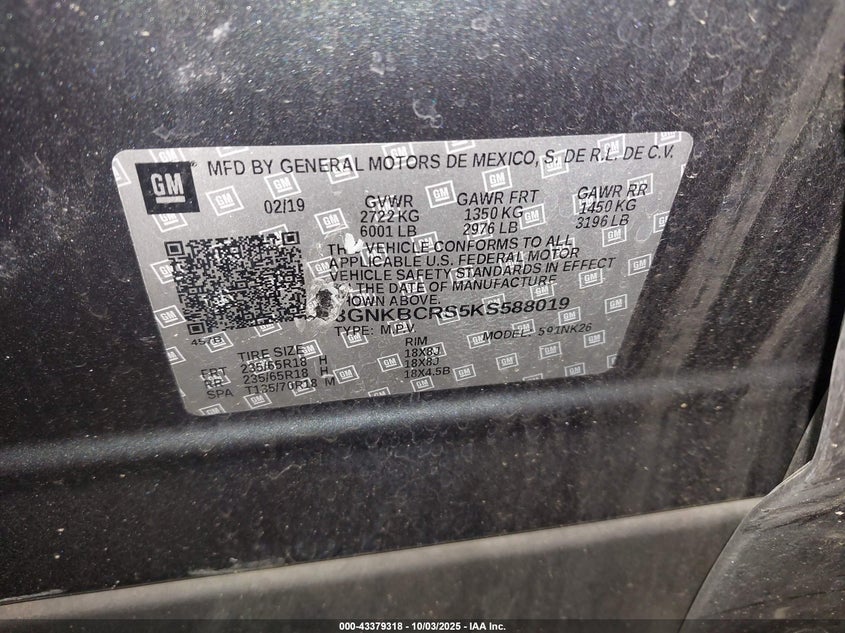 GM
MFD BY GENERAL MOTORS DE MEXICO, S. DE R.L. DE C.V.
02/19 GVWR GAWR FRT GAWR RR
2722 KG 1350 KG 1450 KG
6001 LB 2976 LB 3196 LB
VEHICLE CONFORMS TO ALL
APPLICABLE U.S. FEDERAL MOTOR
VEHICLE SAFETY STANDARDS IN EFFECT
THE DATE OF MANUFACTURE
OWN ABOVE.
3GNKBCRS5KS588019
TYPE: M.P.V. MODEL: 591NK26
TIRE SIZE RIM
FRT 235/65R18 H 18X8J
RR 235/65R18 H 18X8J
SPA T135/70R18 M 18X4.5B
000-43379318 - 10/03/2025 - IAA Inc.